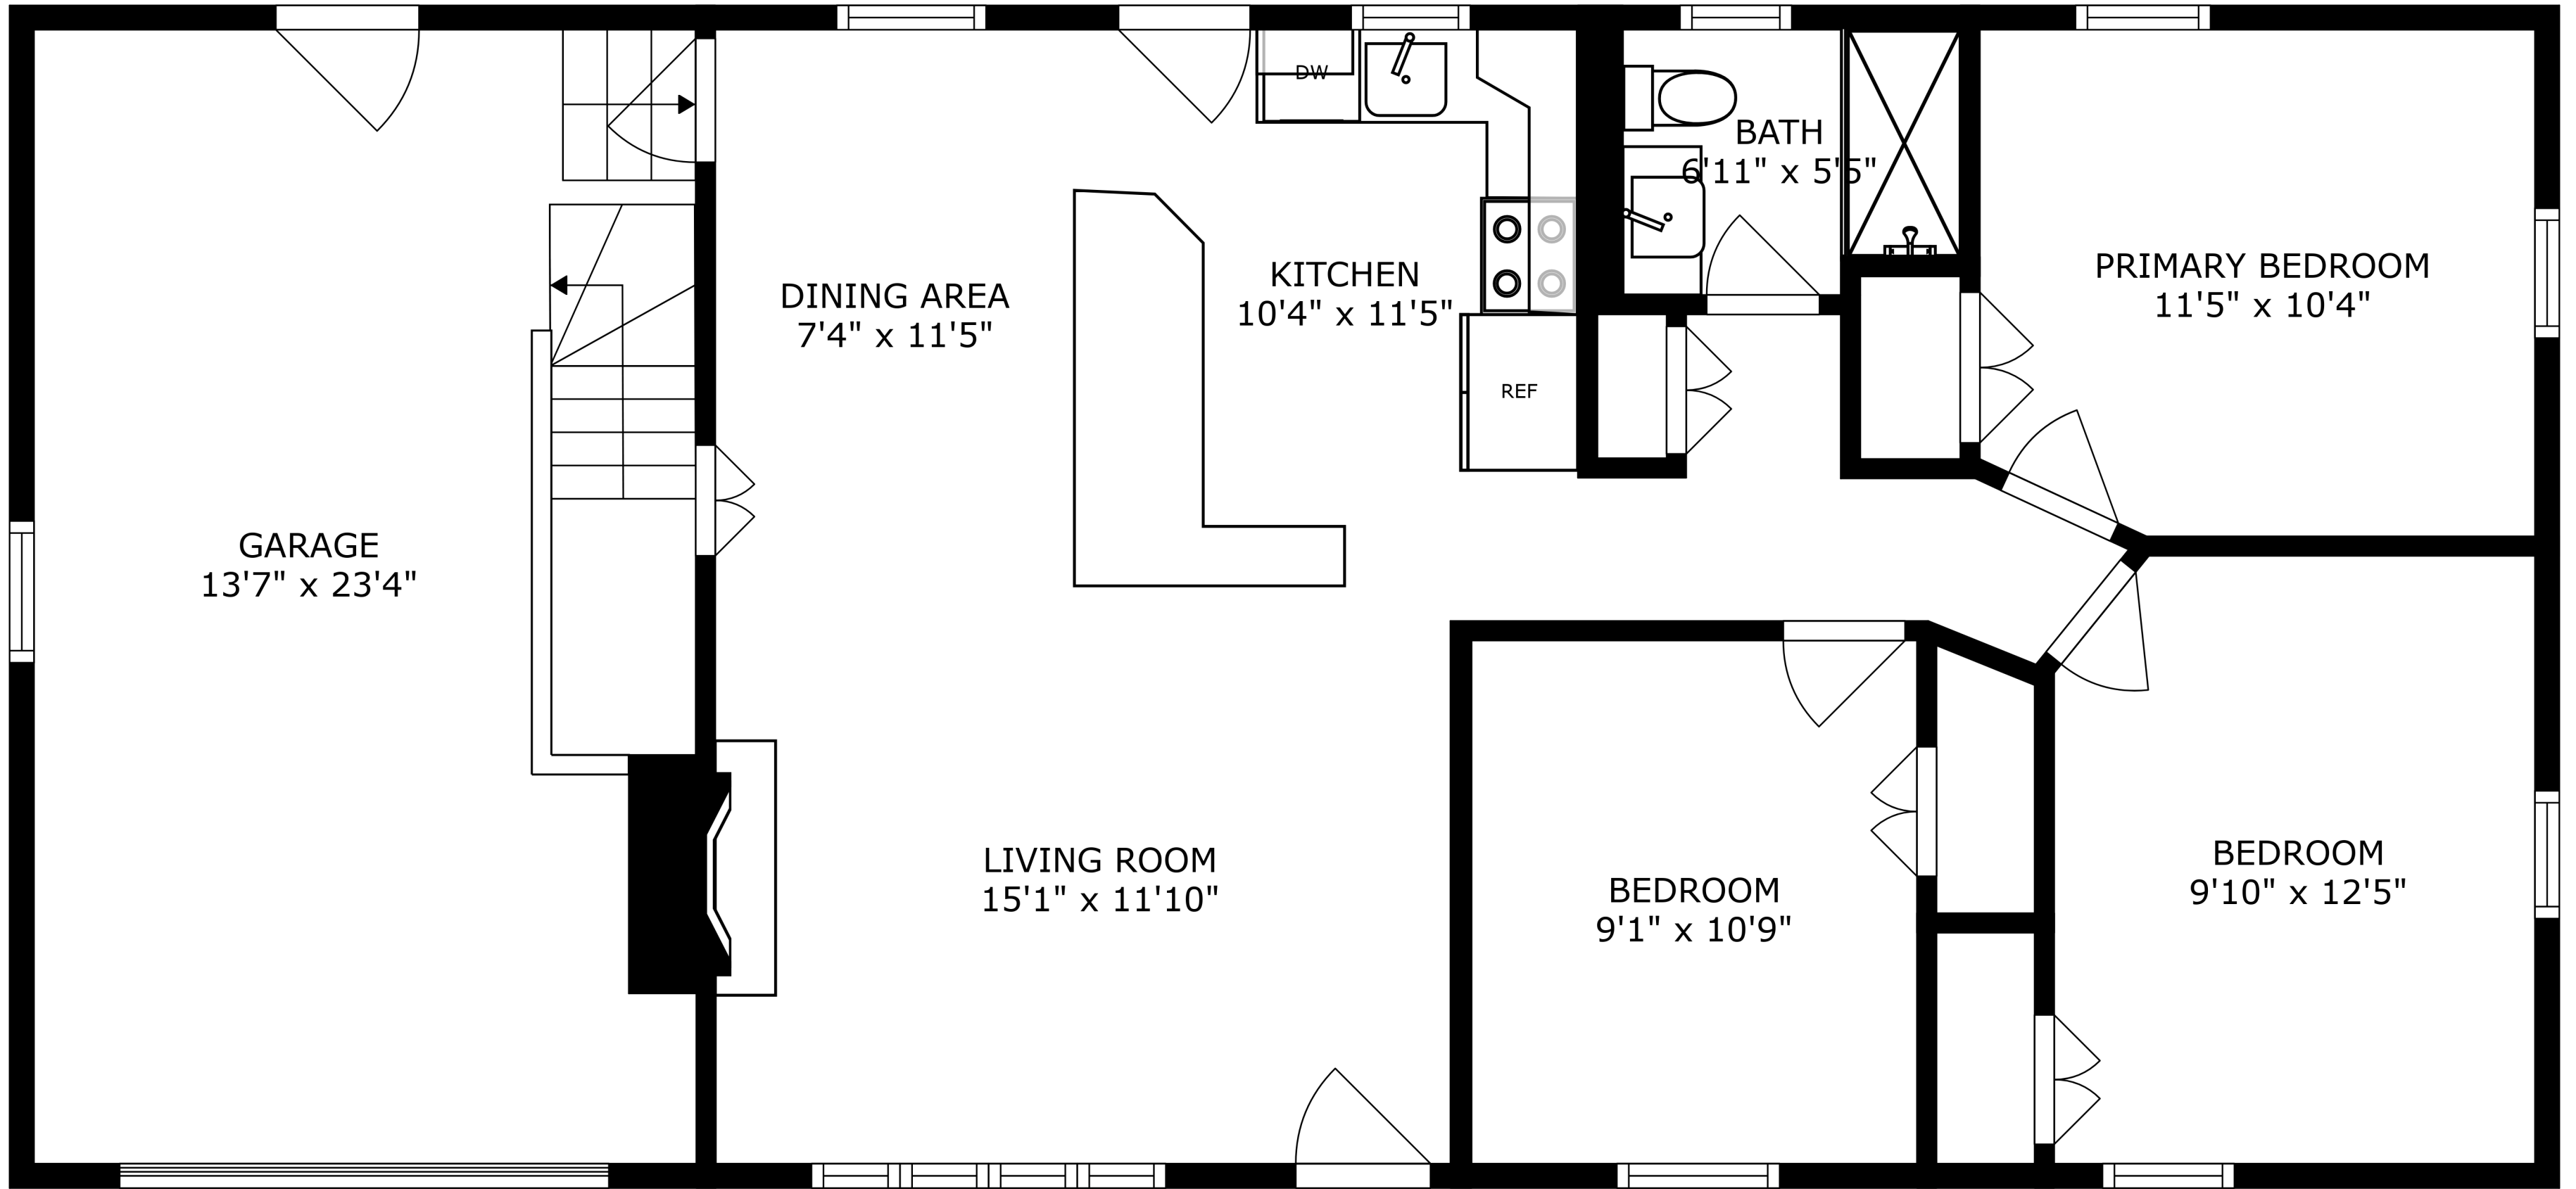 DW
BATH
6'11" x 5'5"
PRIMARY BEDROOM
11'5" x 10'4"
DINING AREA
7'4" x 11'5"
KITCHEN
10'4" x 11'5"
REF
GARAGE
13'7" x 23'4"
LIVING ROOM
15'1" x 11'10"
BEDROOM
9'1" x 10'9"
BEDROOM
9'10" x 12'5"